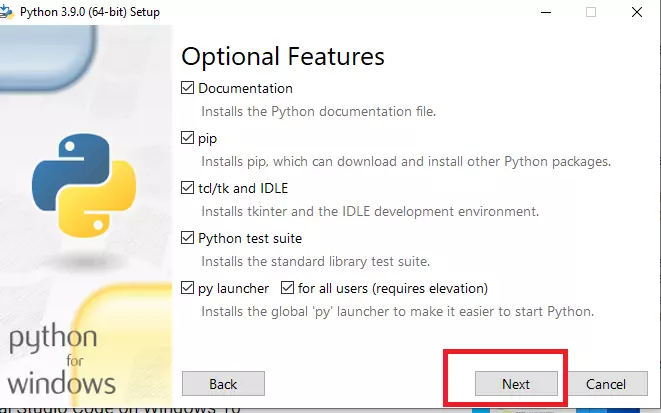 Python 3.9.0 (64-bit) Setup
Optional Features
Documentation
Installs the Python documentation file.
pip
Installs pip, which can download and install other Python packages.
tcl/tk and IDLE
Installs tkinter and the IDLE development environment.
Python test suite
Installs the standard library test suite.
py launcher for all users (requires elevation)
Installs the global 'py' launcher to make it easier to start Python.
python
for
windows
Back Next Cancel
al Studio Code on Windows 10